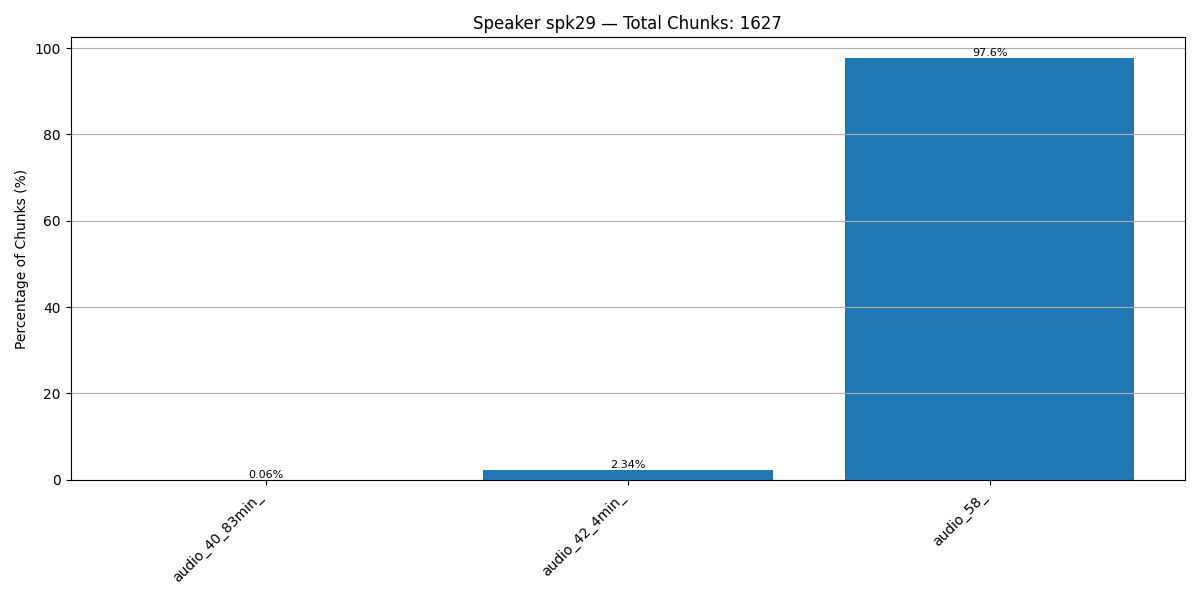 Speaker spk29 — Total Chunks: 1627
Percentage of Chunks (%)
100
80
60
40
20
0
0.06%
2.34%
97.6%
audio_40_83min_
audio_42_4min_
audio_58_